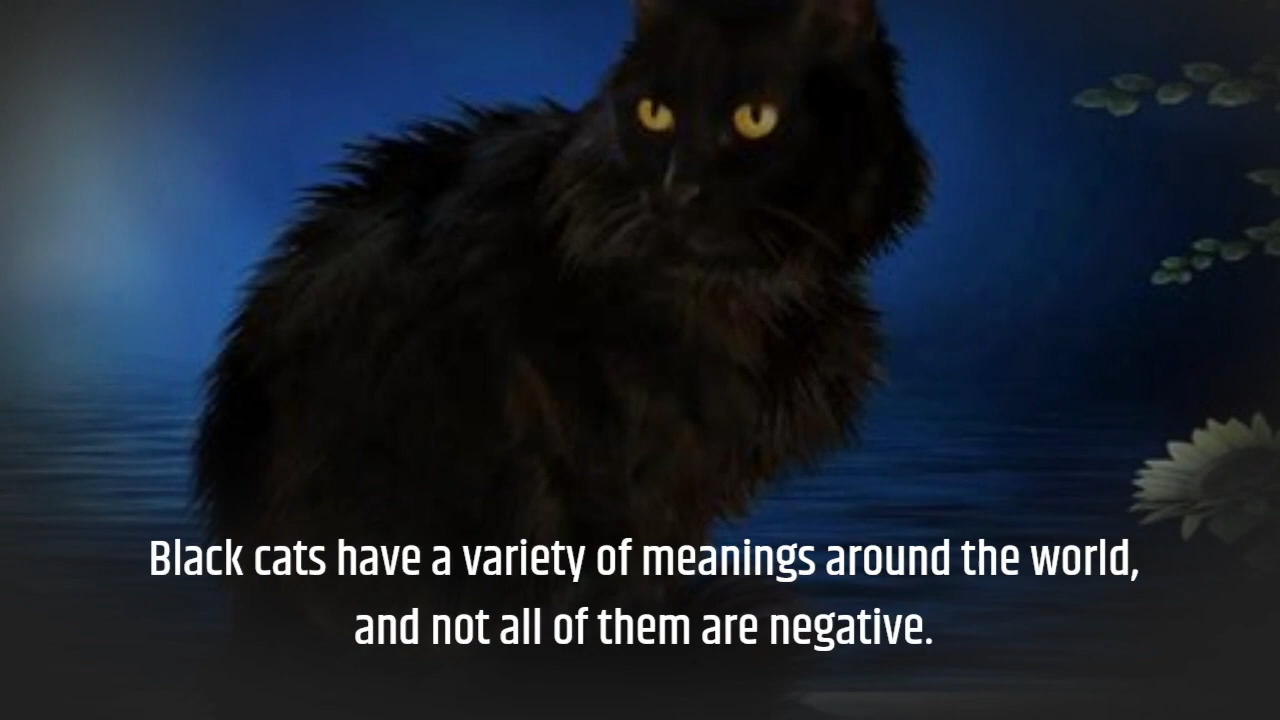 Black cats have a variety of meanings around the world,
and not all of them are negative.